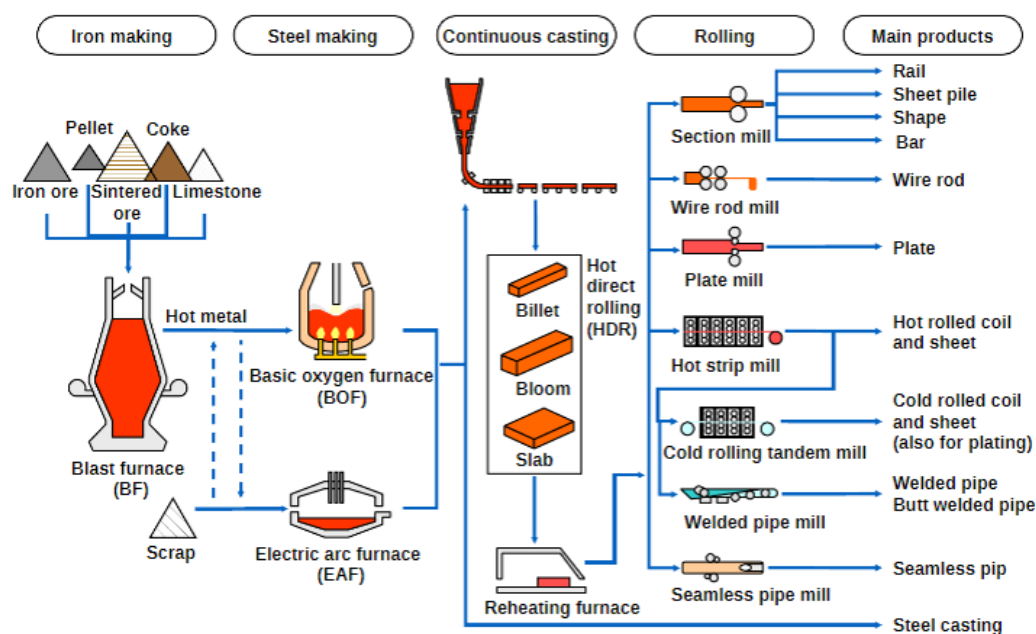 Iron making
Steel making
Continuous casting
Rolling
Main products
Pellet
Coke
Iron ore
Sintered
ore
Limestone
Hot metal
Blast furnace
(BF)
Scrap
Basic oxygen furnace
(BOF)
Electric arc furnace
(EAF)
Hot
direct
rolling
(HDR)
Billet
Bloom
Slab
Reheating furnace
Section mill
Wire rod mill
Plate mill
Hot strip mill
Cold rolling tandem mill
Welded pipe mill
Seamless pipe mill
Rail
Sheet pile
Shape
Bar
Wire rod
Plate
Hot rolled coil
and sheet
Cold rolled coil
and sheet
(also for plating)
Welded pipe
Butt welded pipe
Seamless pip
Steel casting